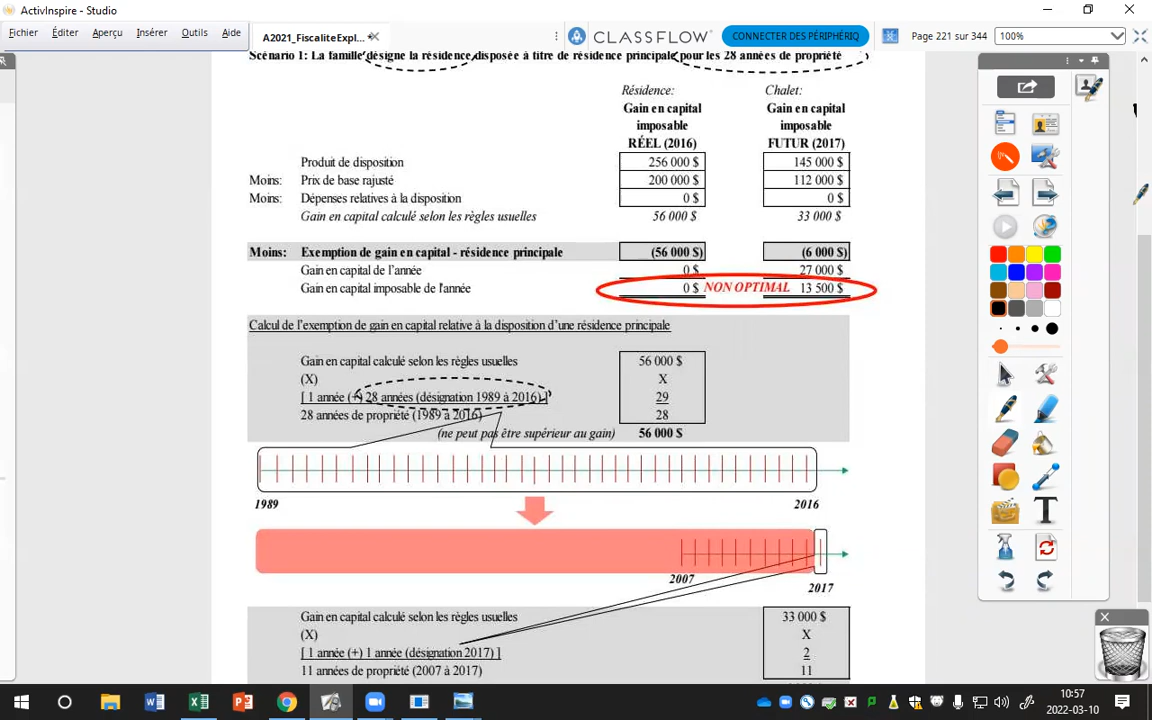 ActivInspire - Studio
Fichier Éditer Aperçu Insérer Outils Aide
A2021_FiscaliteExpl...
CLASSFLOW
CONNECTER DES PÉRIPHÉRIQ
Page 221 sur 344
100%
Scénario 1: La famille désigne la résidence disposée à titre de résidence principale pour les 28 années de propriété
Résidence: Chalet:
Gain en capital Gain en capital
imposable imposable
RÉEL (2016) FUTUR (2017)
Produit de disposition 256 000 $ 145 000 $
Moins: Prix de base rajusté 200 000 $ 112 000 $
Moins: Dépenses relatives à la disposition 0 $ 0 $
Gain en capital calculé selon les règles usuelles 56 000 $ 33 000 $
Moins: Exemption de gain en capital - résidence principale (56 000 $) (6 000 $)
Gain en capital de l'année 0 $ 27 000 $
Gain en capital imposable de l'année 0 $ NON OPTIMAL 13 500 $
Calcul de l'exemption de gain en capital relative à la disposition d'une résidence principale
Gain en capital calculé selon les règles usuelles 56 000 $
(X) X
[ 1 année (+) 28 années (désignation 1989 à 2016) ] 29
28 années de propriété (1989 à 2016) 28
(ne peut pas être supérieur au gain) 56 000 $
1989 2016
2007
2017
Gain en capital calculé selon les règles usuelles 33 000 $
(X) X
[ 1 année (+) 1 année (désignation 2017) ] 2
11 années de propriété (2007 à 2017) 11
10:57
2022-03-10